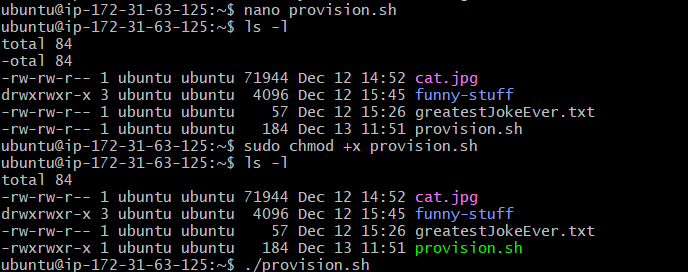 ubuntu@ip-172-31-63-125:~$ nano provision.sh
ubuntu@ip-172-31-63-125:~$ ls -l
total 84
-otal 84
-rw-rw-r-- 1 ubuntu ubuntu 71944 Dec 12 14:52 cat.jpg
drwxrwxr-x 3 ubuntu ubuntu  4096 Dec 12 15:45 funny-stuff
-rw-rw-r-- 1 ubuntu ubuntu    57 Dec 12 15:26 greatestJokeEver.txt
-rw-rw-r-- 1 ubuntu ubuntu   184 Dec 13 11:51 provision.sh
ubuntu@ip-172-31-63-125:~$ sudo chmod +x provision.sh
ubuntu@ip-172-31-63-125:~$ ls -l
total 84
-rw-rw-r-- 1 ubuntu ubuntu 71944 Dec 12 14:52 cat.jpg
drwxrwxr-x 3 ubuntu ubuntu  4096 Dec 12 15:45 funny-stuff
-rw-rw-r-- 1 ubuntu ubuntu    57 Dec 12 15:26 greatestJokeEver.txt
-rwxrwxr-x 1 ubuntu ubuntu   184 Dec 13 11:51 provision.sh
ubuntu@ip-172-31-63-125:~$ ./provision.sh